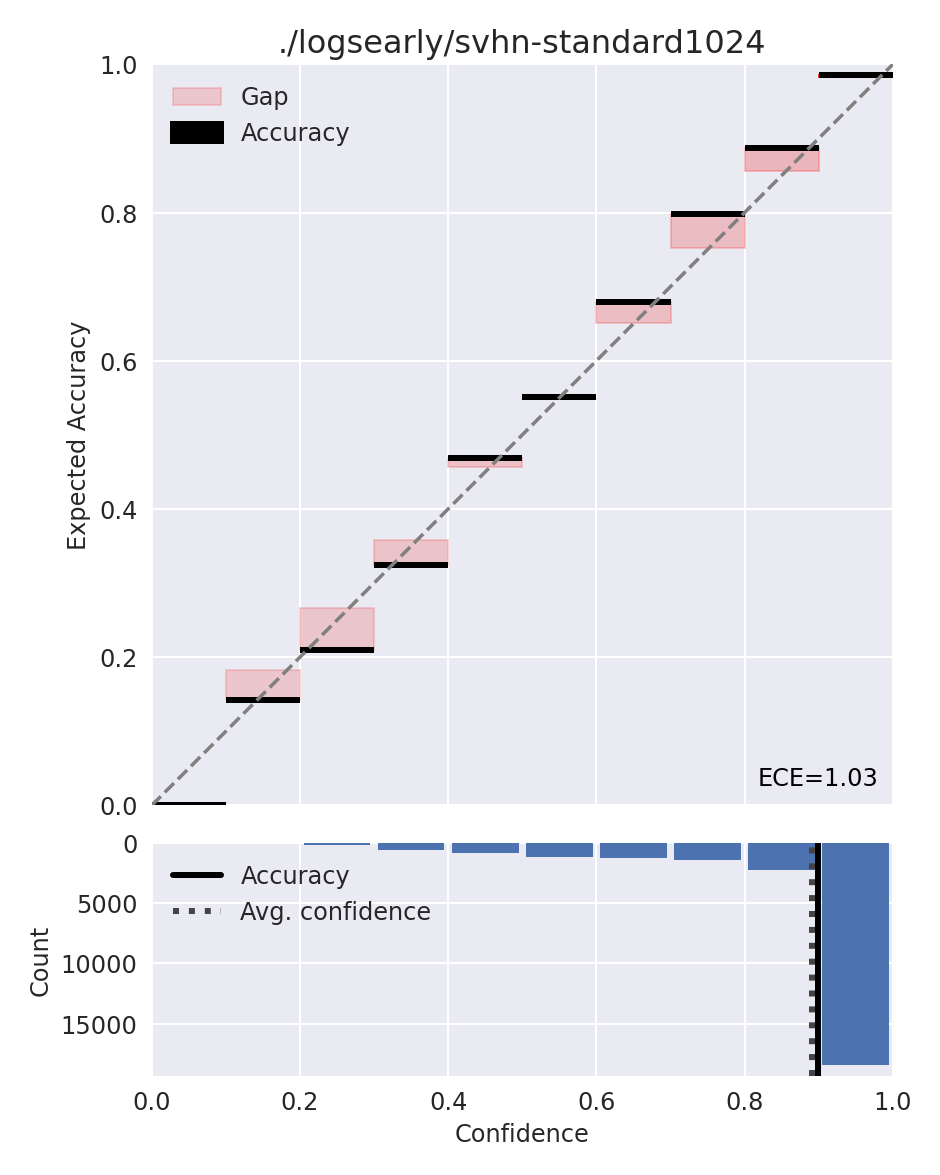 ./logsearly/svhn-standard1024
1.0
0.8
0.6
0.4
0.2
0.0
Expected Accuracy
Gap
Accuracy
ECE=1.03
0
5000
10000
15000
Count
Accuracy
Avg. confidence
0.0 0.2 0.4 0.6 0.8 1.0
Confidence